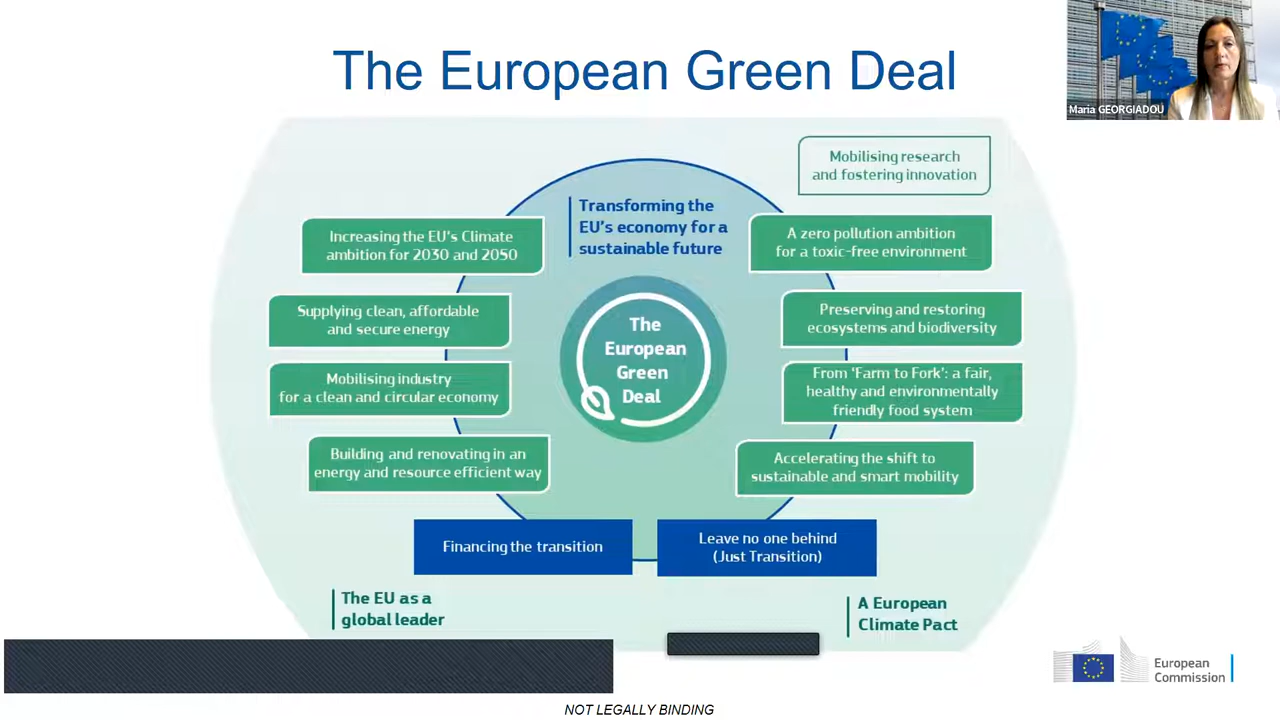 The European Green Deal
Maria GEORGIADOU
Mobilising research
and fostering innovation
Transforming the
EU's economy for a
sustainable future
Increasing the EU's Climate
ambition for 2030 and 2050
A zero pollution ambition
for a toxic-free environment
Supplying clean, affordable
and secure energy
The
European
Green
Deal
Preserving and restoring
ecosystems and biodiversity
Mobilising industry
for a clean and circular economy
From 'Farm to Fork': a fair,
healthy and environmentally
friendly food system
Building and renovating in an
energy and resource efficient way
Accelerating the shift to
sustainable and smart mobility
Financing the transition
Leave no one behind
(Just Transition)
The EU as a
global leader
A European
Climate Pact
European
Commission
NOT LEGALLY BINDING